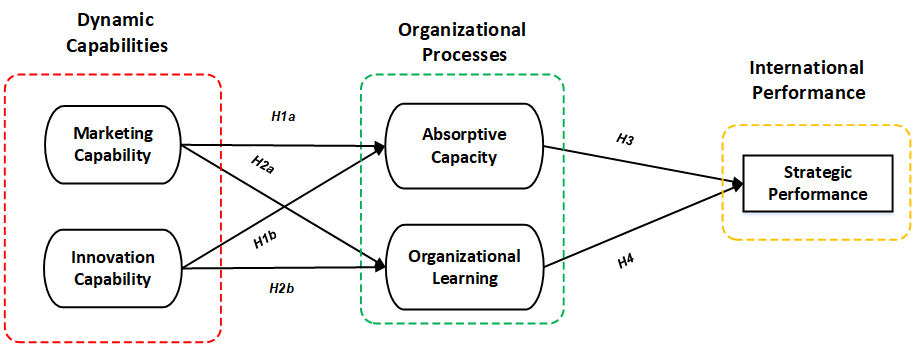 Dynamic
Capabilities
Organizational
Processes
International
Performance
Marketing
Capability
H1a
Absorptive
Capacity
H3
H2a
Strategic
Performance
Innovation
Capability
H1b
H2b
Organizational
Learning
H4